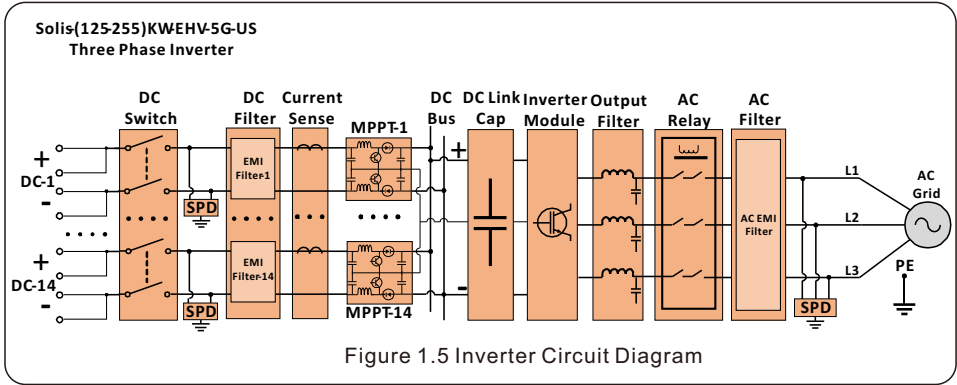 Solis-(125-255)KW-EHV-5G-US
Three Phase Inverter
DC Switch
DC Filter
Current Sense
MPPT-1
DC Bus
DC Link Cap
Inverter Module
Output Filter
AC Relay
AC Filter
+
DC-1
-
EMI Filter-1
SPD
+
DC-14
-
EMI Filter-14
SPD
MPPT-14
+
-
AC EMI Filter
L1
L2
L3
AC Grid
PE
SPD
Figure 1.5 Inverter Circuit Diagram